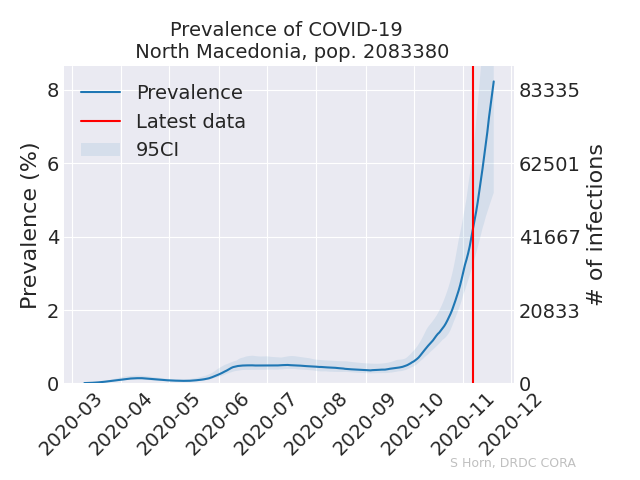 Prevalence of COVID-19
North Macedonia, pop. 2083380
Prevalence
Latest data
95CI
Prevalence (%)
8
6
4
2
0
83335
62501
41667
20833
0
# of infections
2020-03
2020-04
2020-05
2020-06
2020-07
2020-08
2020-09
2020-10
2020-11
2020-12
S Horn, DRDC CORA